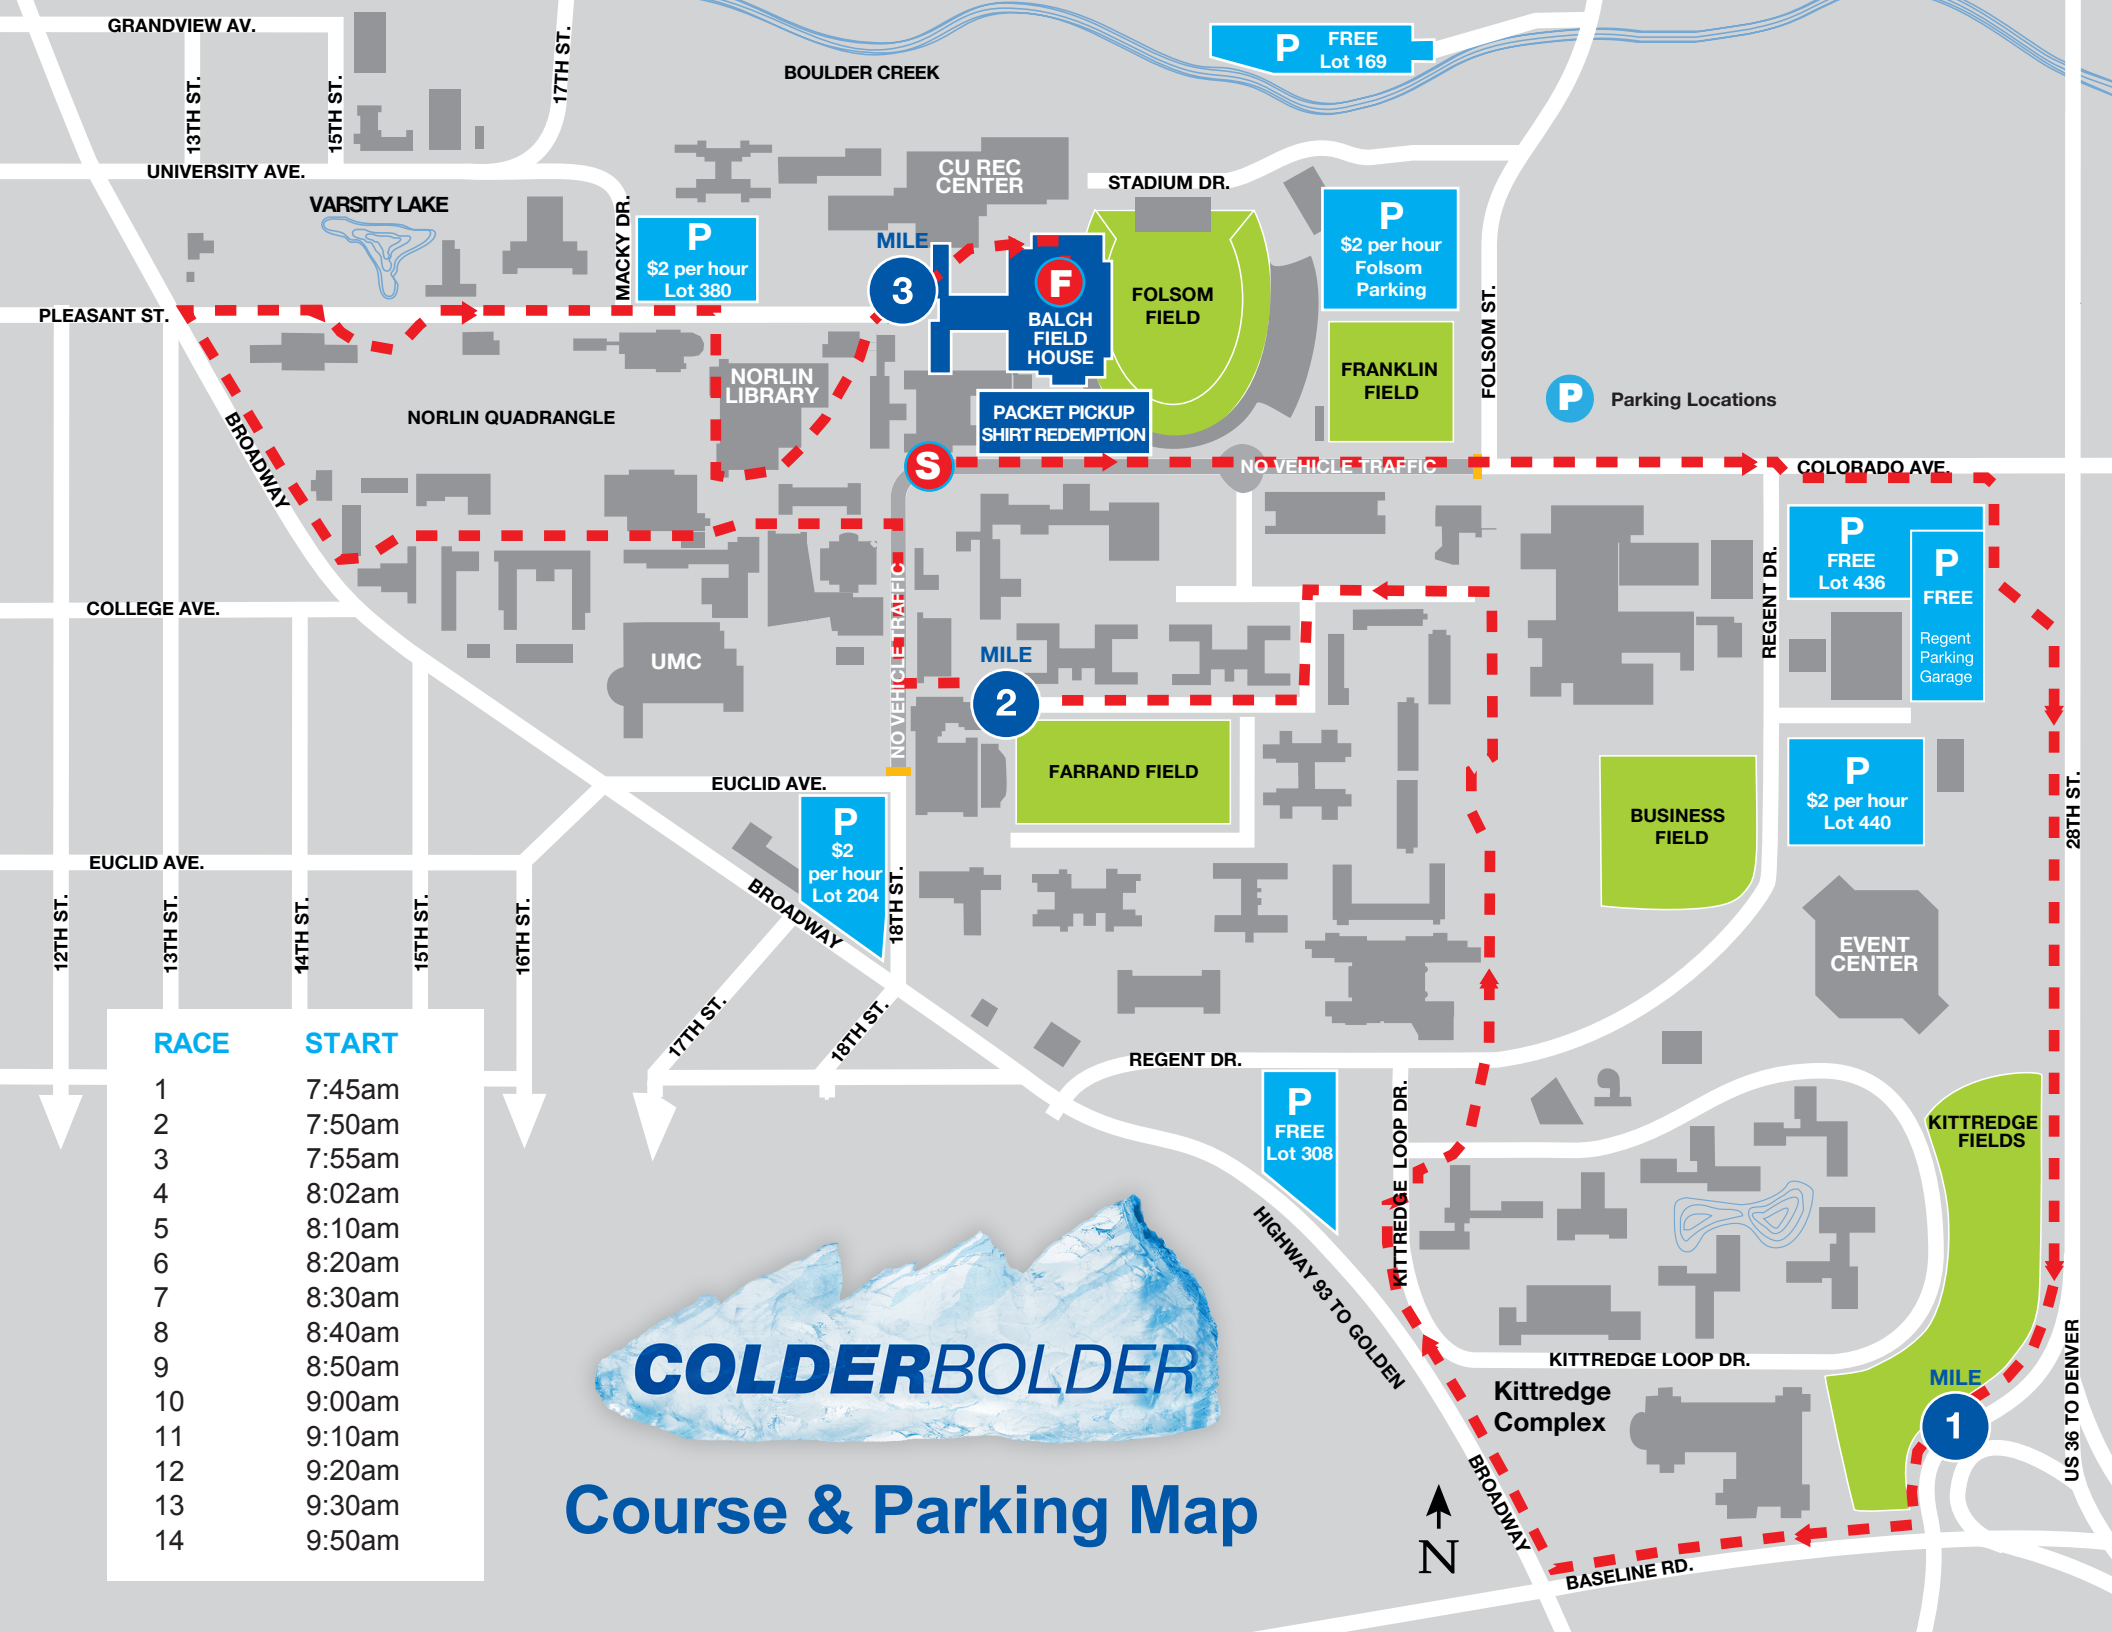 GRANDVIEW AV.
13TH ST.
15TH ST.
17TH ST.
BOULDER CREEK
P
FREE
Lot 169
UNIVERSITY AVE.
VARSITY LAKE
MACKY DR.
CU REC
CENTER
STADIUM DR.
P
$2 per hour
Lot 380
MILE
3
F
BALCH
FIELD
HOUSE
FOLSOM
FIELD
P
$2 per hour
Folsom
Parking
FOLSOM ST.
PLEASANT ST.
NORLIN
LIBRARY
NORLIN QUADRANGLE
BROADWAY
FRANKLIN
FIELD
P
Parking Locations
PACKET PICKUP
SHIRT REDEMPTION
S
NO VEHICLE TRAFFIC
COLORADO AVE.
P
FREE
Lot 436
P
FREE
Regent
Parking
Garage
REGENT DR.
NO VEHICLE TRAFFIC
COLLEGE AVE.
UMC
MILE
2
FARRAND FIELD
BUSINESS
FIELD
P
$2 per hour
Lot 440
28TH ST.
EUCLID AVE.
P
$2
per hour
Lot 204
18TH ST.
BROADWAY
EUCLID AVE.
12TH ST.
13TH ST.
14TH ST.
15TH ST.
16TH ST.
17TH ST.
18TH ST.
EVENT
CENTER
REGENT DR.
P
FREE
Lot 308
KITTREDGE LOOP DR.
KITTREDGE
FIELDS
HIGHWAY 93 TO GOLDEN
KITTREDGE LOOP DR.
Kittredge
Complex
MILE
1
US 36 TO DENVER
BROADWAY
BASELINE RD.
N
RACE START
1 7:45am
2 7:50am
3 7:55am
4 8:02am
5 8:10am
6 8:20am
7 8:30am
8 8:40am
9 8:50am
10 9:00am
11 9:10am
12 9:20am
13 9:30am
14 9:50am
COLDERBOLDER
Course & Parking Map